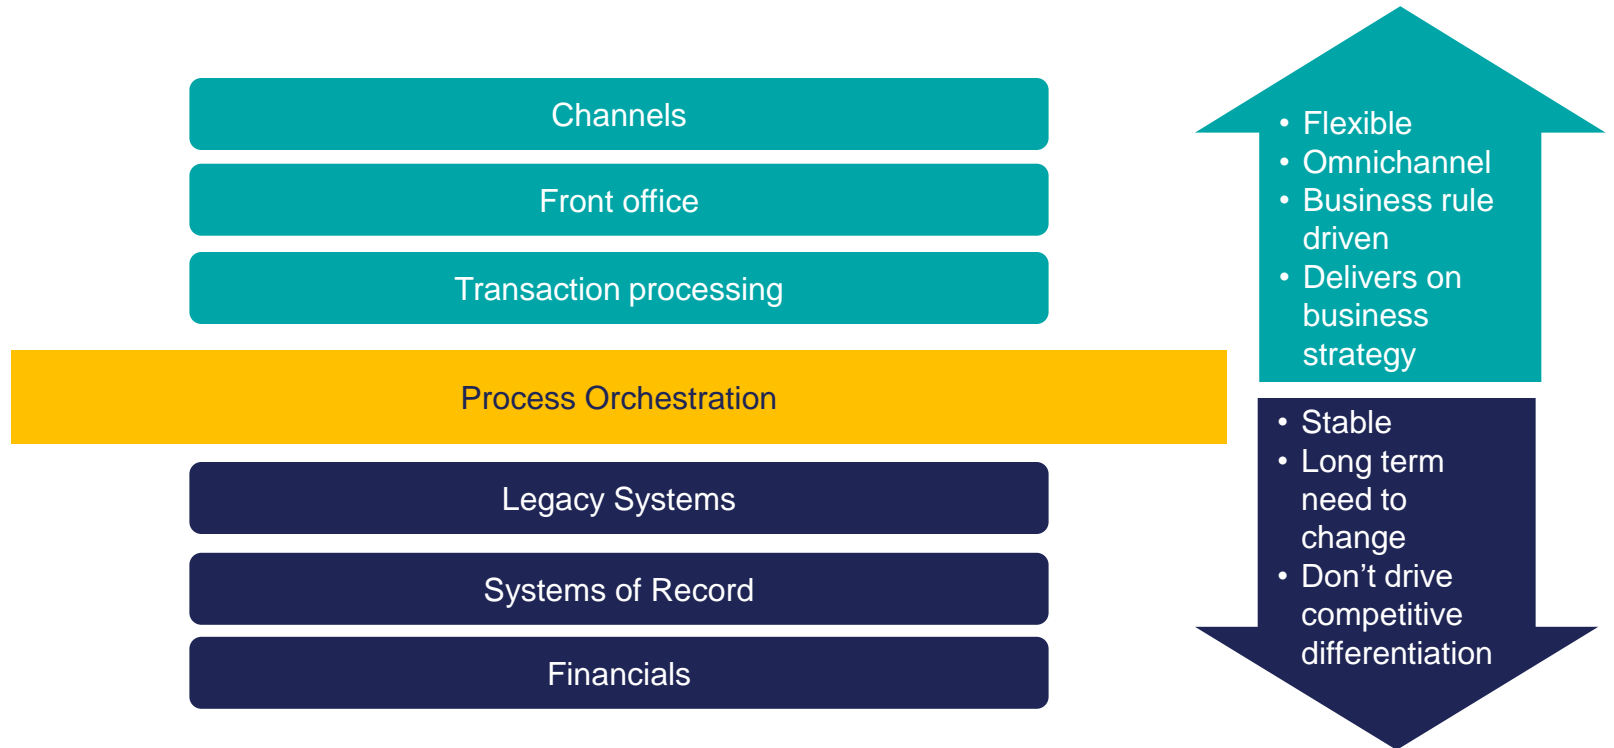 Channels
Front office
Transaction processing
Process Orchestration
Legacy Systems
Systems of Record
Financials
• Flexible
• Omnichannel
• Business rule
driven
• Delivers on
business
strategy
• Stable
• Long term
need to
change
• Don’t drive
competitive
differentiation